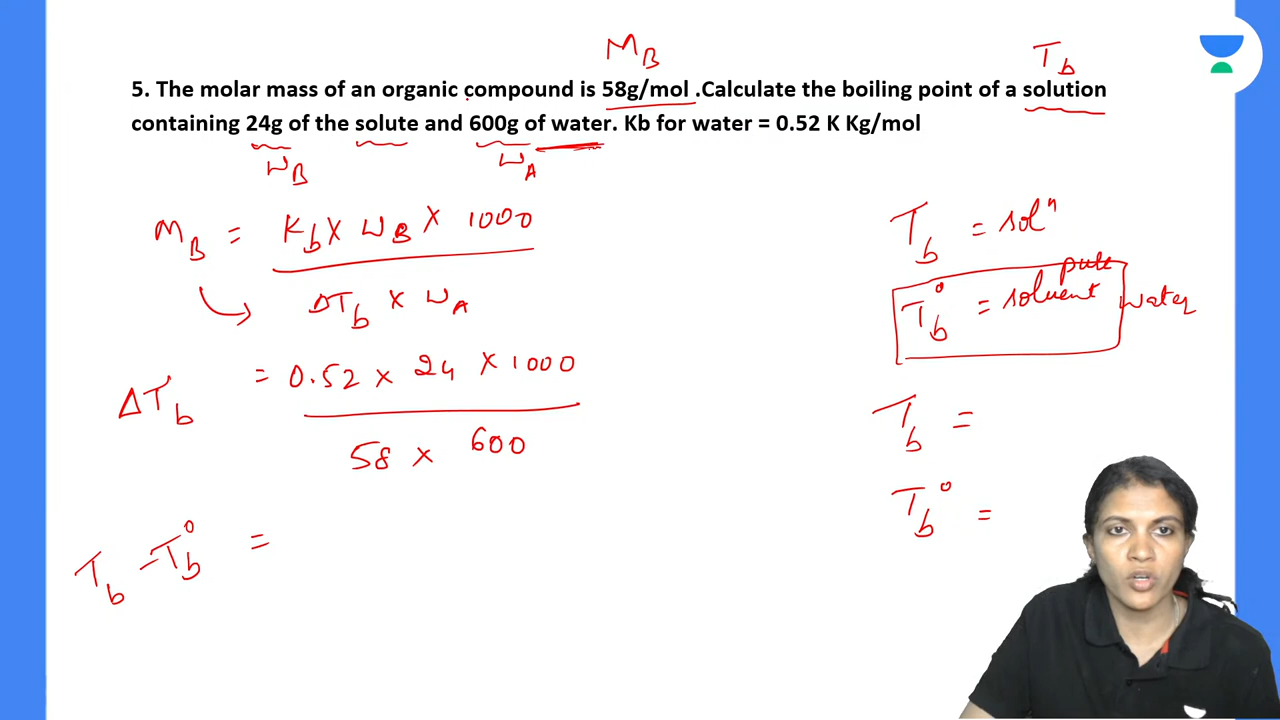 M_B
T_b
5. The molar mass of an organic compound is 58g/mol .Calculate the boiling point of a solution
containing 24g of the solute and 600g of water. Kb for water = 0.52 K Kg/mol
W_B
W_A
M_B = K_b × W_B × 1000
ΔT_b × W_A
ΔT_b = 0.52 × 24 × 1000
58 × 600
T_b - T_b° =
T_b = solⁿ
pure
T_b° = solvent water
T_b =
T_b° =